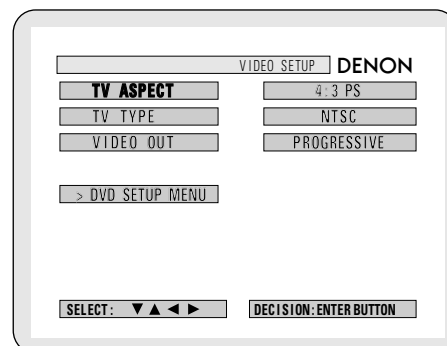 VIDEO SETUP DENON
TV ASPECT 4:3 PS
TV TYPE NTSC
VIDEO OUT PROGRESSIVE
> DVD SETUP MENU
SELECT: ▼ ▲ ◀ ▶ DECISION: ENTER BUTTON